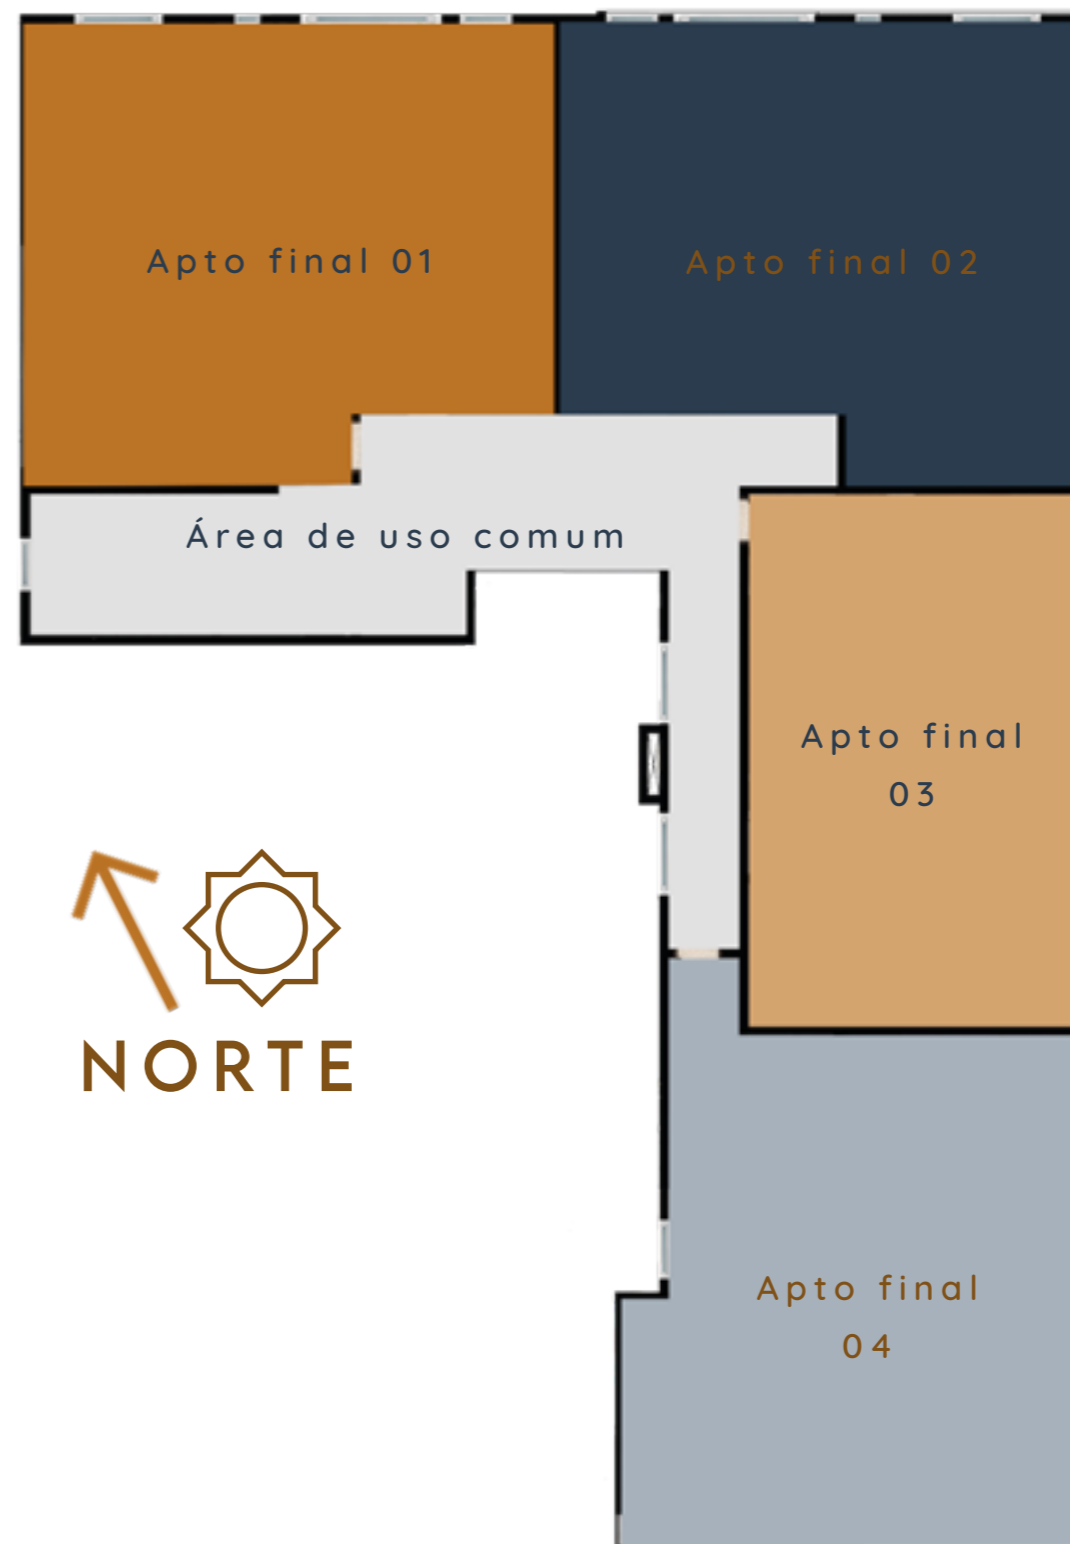 Apto final 01
Apto final 02
Área de uso comum
Apto final
03
NORTE
Apto final
04